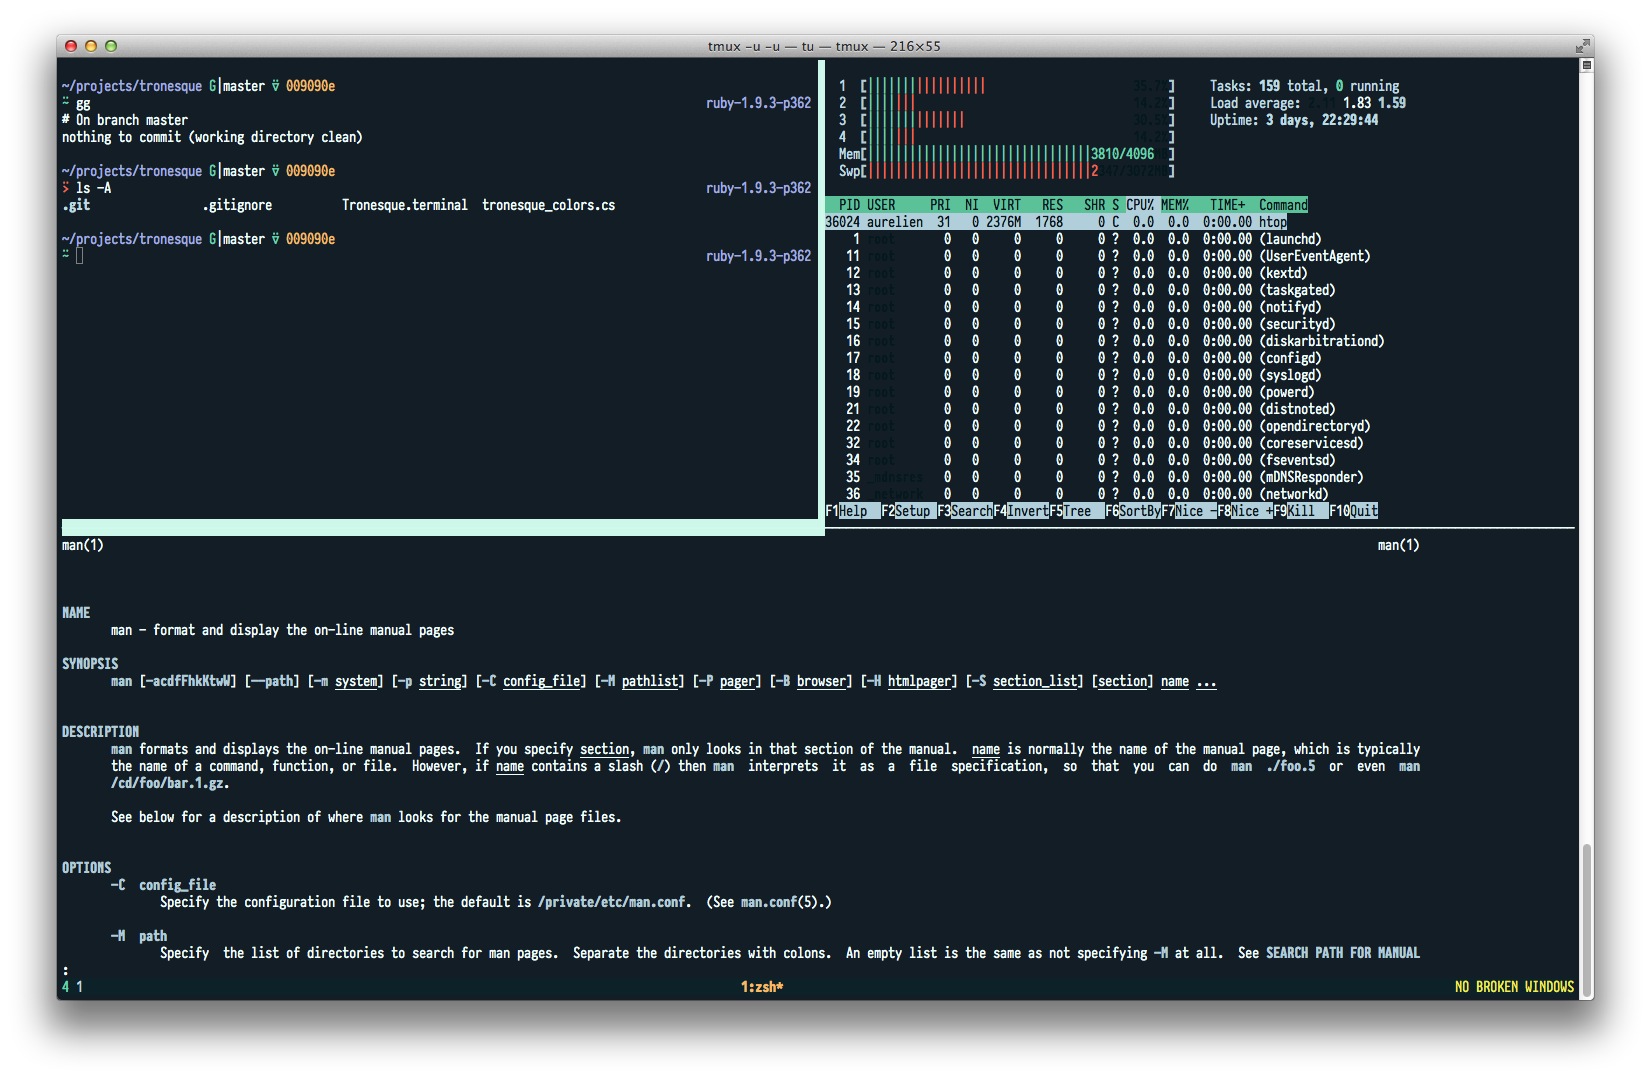 tmux -u -u — tu — tmux — 216×55
~/projects/tronesque G|master 009090e
gg ruby-1.9.3-p362
# On branch master
nothing to commit (working directory clean)
~/projects/tronesque G|master 009090e
> ls -A ruby-1.9.3-p362
.git .gitignore Tronesque.terminal tronesque_colors.cs
~/projects/tronesque G|master 009090e
ruby-1.9.3-p362
1 [|||||||||||||||||] Tasks: 159 total, 0 running
2 [|||||||] Load average: 1.83 1.59
3 [||||||||||||||] Uptime: 3 days, 22:29:44
4 [|||||||]
Mem[||||||||||||||||||||||||||||||||3810/4096 ]
Swp[||||||||||||||||||||||||||||||||2 ]
PID USER PRI NI VIRT RES SHR S CPU% MEM% TIME+ Command
36024 aurelien 31 0 2376M 1768 0 C 0.0 0.0 0:00.00 htop
1 root 0 0 0 0 0 ? 0.0 0.0 0:00.00 (launchd)
11 root 0 0 0 0 0 ? 0.0 0.0 0:00.00 (UserEventAgent)
12 root 0 0 0 0 0 ? 0.0 0.0 0:00.00 (kextd)
13 root 0 0 0 0 0 ? 0.0 0.0 0:00.00 (taskgated)
14 root 0 0 0 0 0 ? 0.0 0.0 0:00.00 (notifyd)
15 root 0 0 0 0 0 ? 0.0 0.0 0:00.00 (securityd)
16 root 0 0 0 0 0 ? 0.0 0.0 0:00.00 (diskarbitrationd)
17 root 0 0 0 0 0 ? 0.0 0.0 0:00.00 (configd)
18 root 0 0 0 0 0 ? 0.0 0.0 0:00.00 (syslogd)
19 root 0 0 0 0 0 ? 0.0 0.0 0:00.00 (powerd)
21 root 0 0 0 0 0 ? 0.0 0.0 0:00.00 (distnoted)
22 root 0 0 0 0 0 ? 0.0 0.0 0:00.00 (opendirectoryd)
32 root 0 0 0 0 0 ? 0.0 0.0 0:00.00 (coreservicesd)
34 root 0 0 0 0 0 ? 0.0 0.0 0:00.00 (fseventsd)
35 _mdnsres 0 0 0 0 0 ? 0.0 0.0 0:00.00 (mDNSResponder)
36 _network 0 0 0 0 0 ? 0.0 0.0 0:00.00 (networkd)
F1Help F2Setup F3SearchF4InvertF5Tree F6SortByF7Nice -F8Nice +F9Kill F10Quit
man(1) man(1)
NAME
man - format and display the on-line manual pages
SYNOPSIS
man [-acdfFhkKtwW] [--path] [-m system] [-p string] [-C config_file] [-M pathlist] [-P pager] [-B browser] [-H htmlpager] [-S section_list] [section] name ...
DESCRIPTION
man formats and displays the on-line manual pages. If you specify section, man only looks in that section of the manual. name is normally the name of the manual page, which is typically
the name of a command, function, or file. However, if name contains a slash (/) then man interprets it as a file specification, so that you can do man ./foo.5 or even man
/cd/foo/bar.1.gz.
See below for a description of where man looks for the manual page files.
OPTIONS
-C config_file
Specify the configuration file to use; the default is /private/etc/man.conf. (See man.conf(5).)
-M path
Specify the list of directories to search for man pages. Separate the directories with colons. An empty list is the same as not specifying -M at all. See SEARCH PATH FOR MANUAL
:
4 1 1:zsh* NO BROKEN WINDOWS